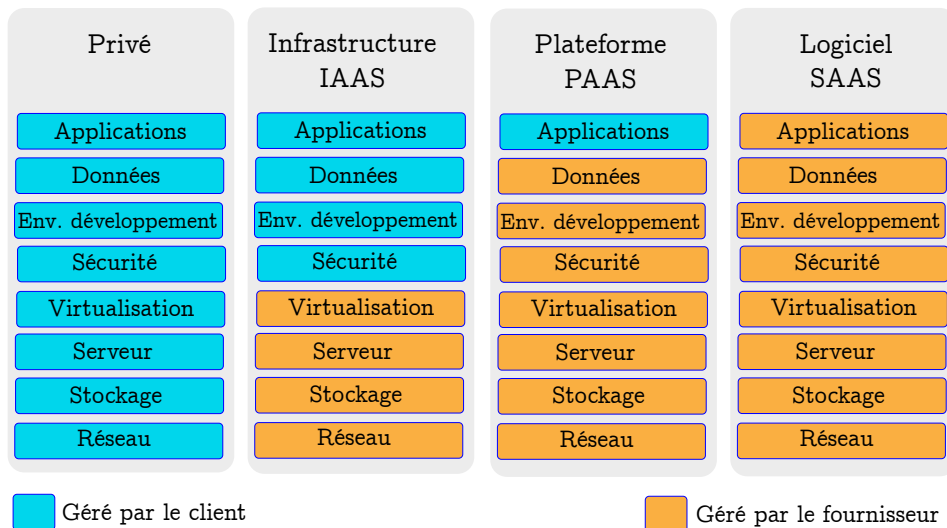 Privé
Applications
Données
Env. développement
Sécurité
Virtualisation
Serveur
Stockage
Réseau
Infrastructure
IAAS
Applications
Données
Env. développement
Sécurité
Virtualisation
Serveur
Stockage
Réseau
Plateforme
PAAS
Applications
Données
Env. développement
Sécurité
Virtualisation
Serveur
Stockage
Réseau
Logiciel
SAAS
Applications
Données
Env. développement
Sécurité
Virtualisation
Serveur
Stockage
Réseau
Géré par le client
Géré par le fournisseur